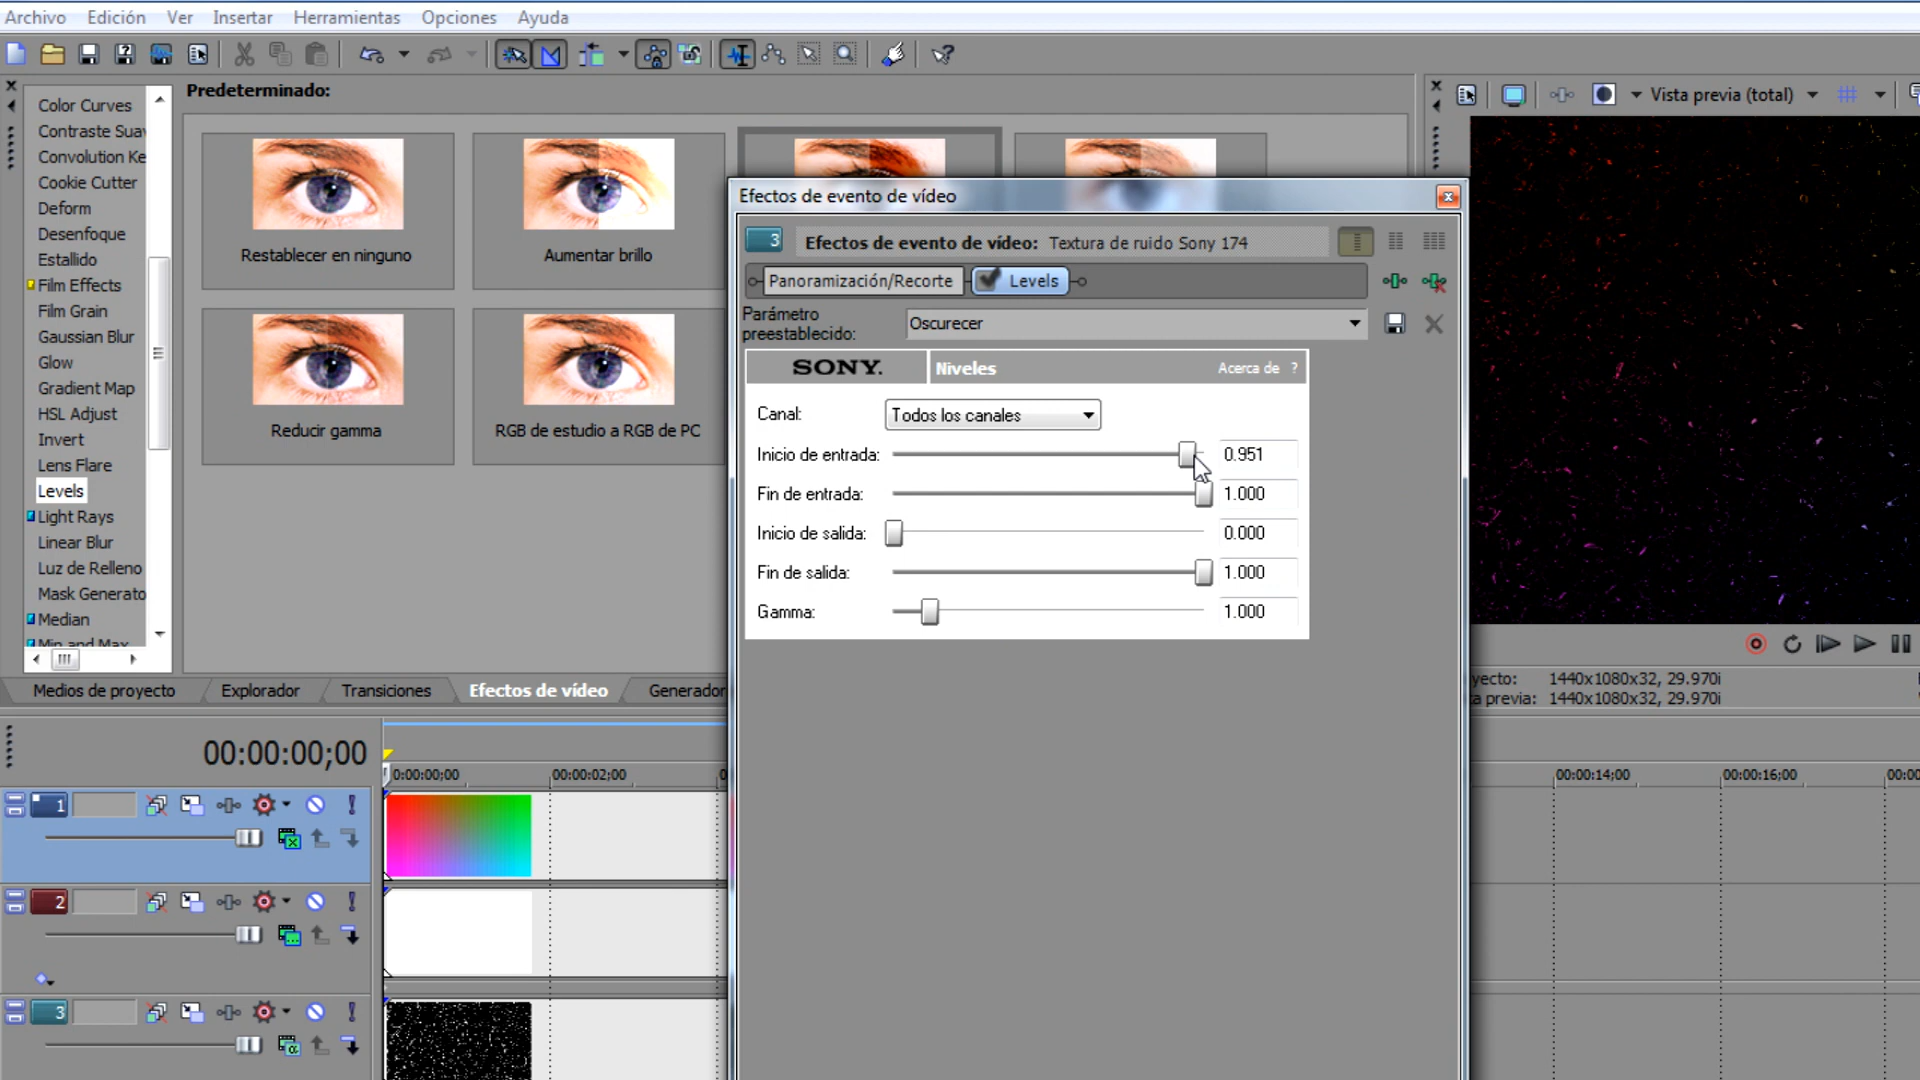 Archivo Edición Ver Insertar Herramientas Opciones Ayuda
Predeterminado:
Color Curves
Contraste Sua
Convolution Ke
Cookie Cutter
Deform
Desenfoque
Estallido
Film Effects
Film Grain
Gaussian Blur
Glow
Gradient Map
HSL Adjust
Invert
Lens Flare
Levels
Light Rays
Linear Blur
Luz de Relleno
Mask Generato
Median
Min and Max
Restablecer en ninguno
Aumentar brillo
Reducir gamma
RGB de estudio a RGB de PC
Vista previa (total)
Efectos de evento de vídeo
3 Efectos de evento de vídeo: Textura de ruido Sony 174
Panoramización/Recorte Levels
Parámetro
preestablecido: Oscurecer
SONY. Niveles Acerca de ?
Canal: Todos los canales
Inicio de entrada: 0.951
Fin de entrada: 1.000
Inicio de salida: 0.000
Fin de salida: 1.000
Gamma: 1.000
yecto: 1440x1080x32, 29.970i
a previa: 1440x1080x32, 29.970i
Medios de proyecto Explorador Transiciones Efectos de vídeo Generador
00:00:00;00
0:00:00;00 00:00:02;00 0 00:00:14;00 00:00:16;00 00:00
1
2
3